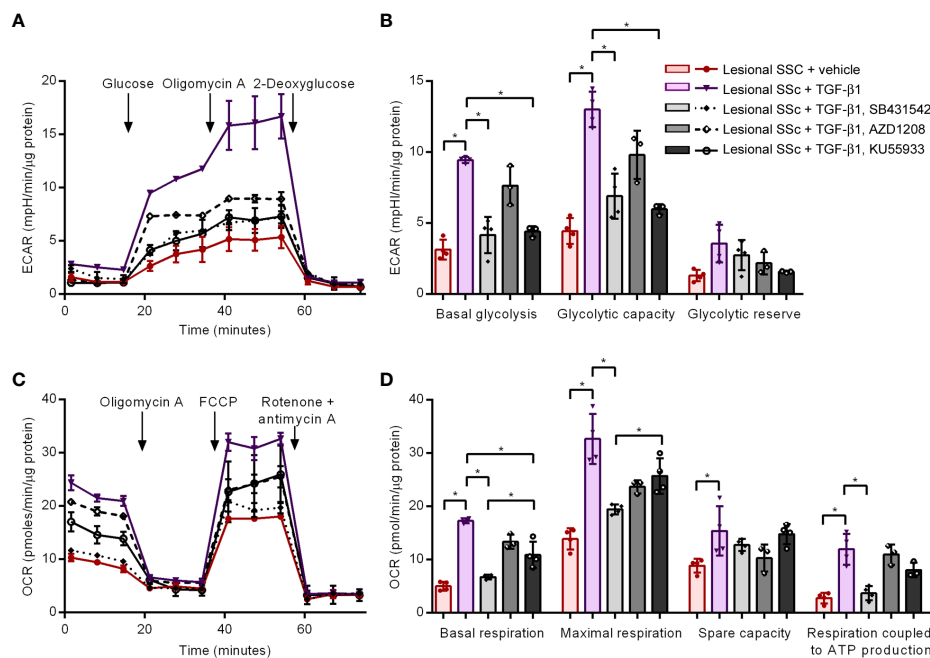 A
Glucose
Oligomycin A
2-Deoxyglucose
20
15
10
5
0
ECAR (mpH/min/µg protein)
0
20
40
60
Time (minutes)
B
*
*
*
*
*
*
Lesional SSC + vehicle
Lesional SSc + TGF-β1
Lesional SSc + TGF-β1, SB431542
Lesional SSc + TGF-β1, AZD1208
Lesional SSc + TGF-β1, KU55933
15
10
5
0
ECAR (mpHl/min/µg protein)
Basal glycolysis
Glycolytic capacity
Glycolytic reserve
C
Oligomycin A
FCCP
Rotenone +
antimycin A
40
30
20
10
0
OCR (pmoles/min/µg protein)
0
20
40
60
Time (minutes)
D
*
*
*
*
*
*
*
*
*
*
40
30
20
10
0
OCR (pmol/min/µg protein)
Basal respiration
Maximal respiration
Spare capacity
Respiration coupled
to ATP production